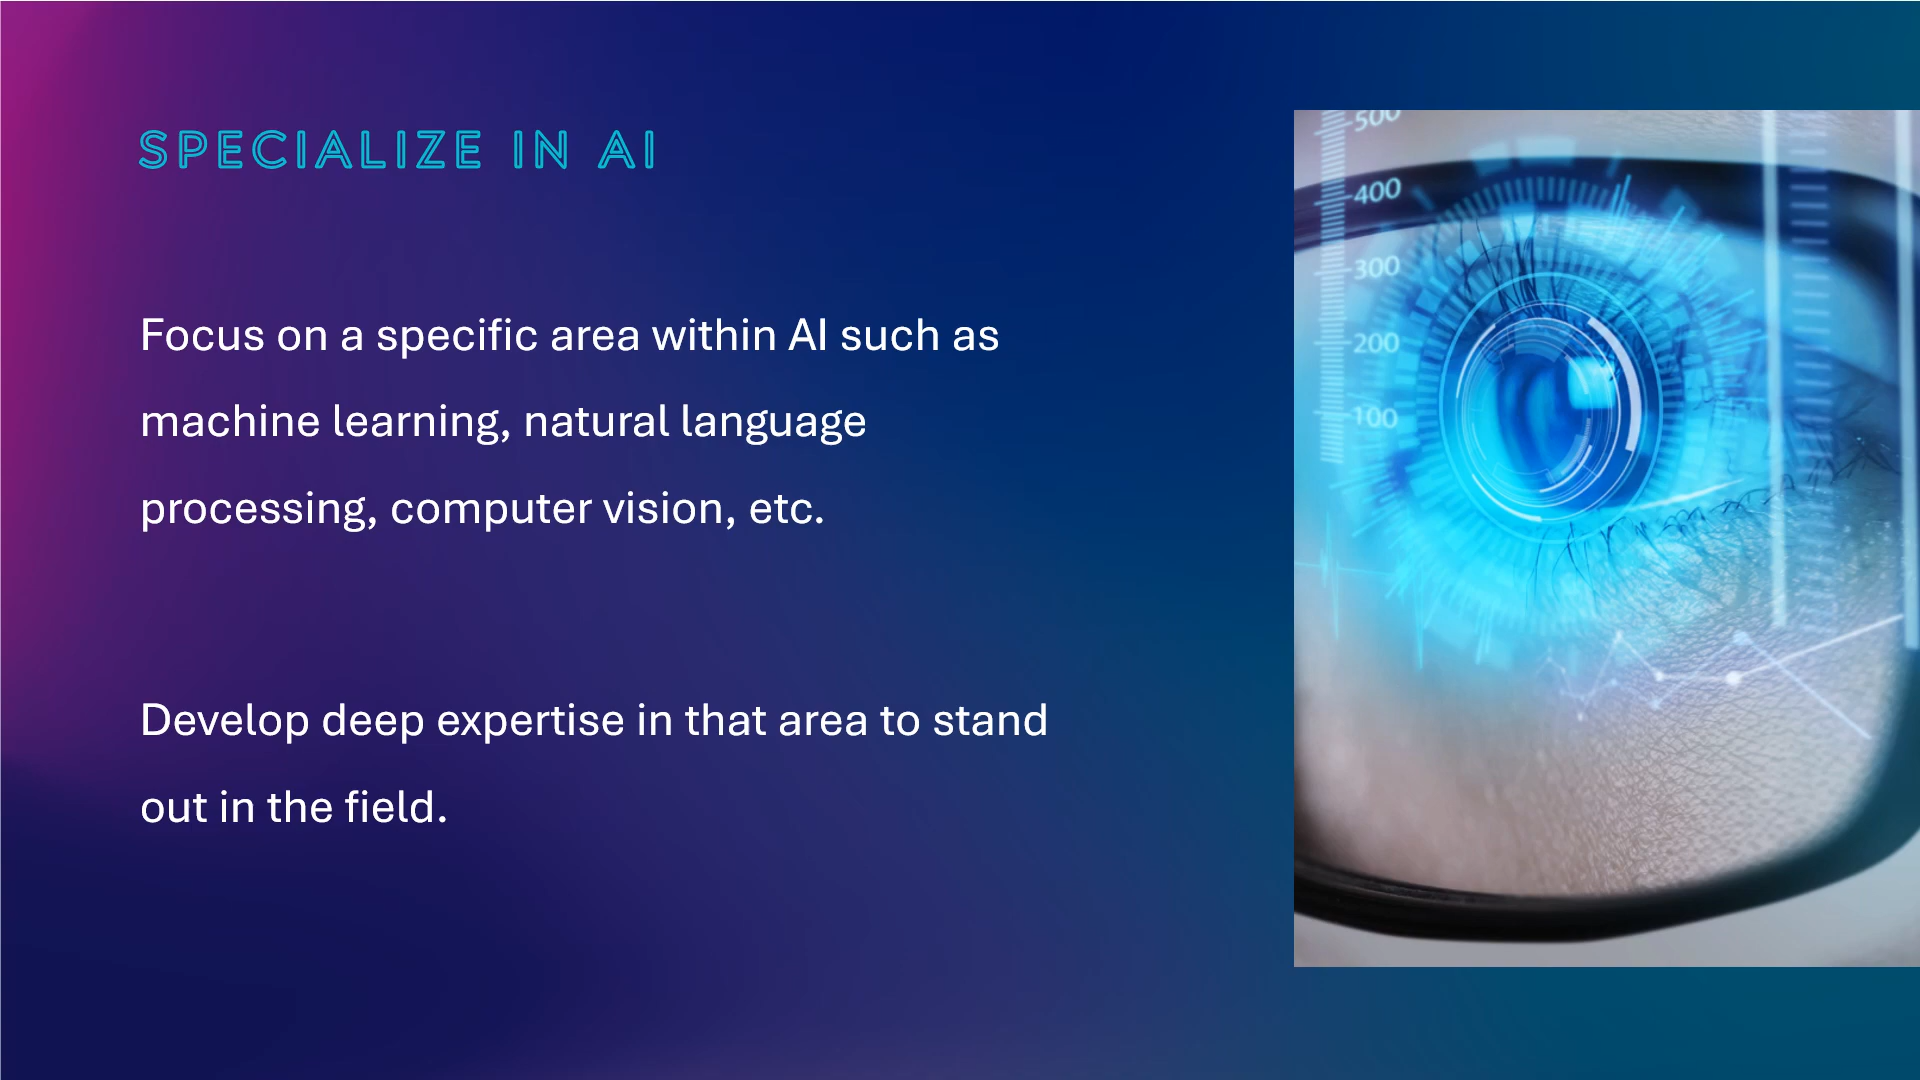 SPECIALIZE IN AI
Focus on a specific area within AI such as
machine learning, natural language
processing, computer vision, etc.
Develop deep expertise in that area to stand
out in the field.
500
400
300
200
100